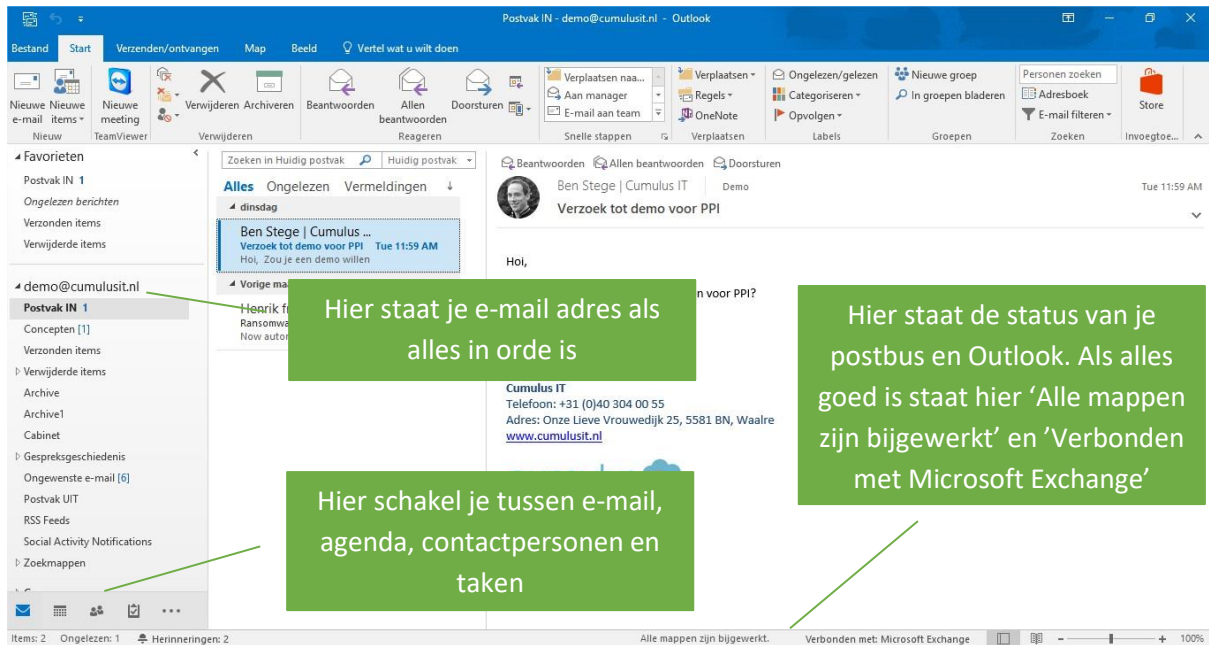 Postvak IN - demo@cumulusit.nl - Outlook
Bestand Start Verzenden/ontvangen Map Beeld Vertel wat u wilt doen
Nieuwe e-mail
Nieuwe items
Nieuwe meeting
Verwijderen Archiveren
Beantwoorden
Allen beantwoorden
Doorsturen
Verplaatsen naa...
Aan manager
E-mail aan team
Verplaatsen
Regels
OneNote
Ongelezen/gelezen
Categoriseren
Opvolgen
Nieuwe groep
In groepen bladeren
Personen zoeken
Adresboek
E-mail filteren
Store
Nieuw TeamViewer Verwijderen Reageren Snelle stappen Verplaatsen Labels Groepen Zoeken Invoegtoe...
Favorieten
Postvak IN 1
Ongelezen berichten
Verzonden items
Verwijderde items
demo@cumulusit.nl
Postvak IN 1
Concepten [1]
Verzonden items
Verwijderde items
Archive
Archive1
Cabinet
Gespreksgeschiedenis
Ongewenste e-mail [6]
Postvak UIT
RSS Feeds
Social Activity Notifications
Zoekmappen
Zoeken in Huidig postvak Huidig postvak
Alles Ongelezen Vermeldingen
dinsdag
Ben Stege | Cumulus ...
Verzoek tot demo voor PPI Tue 11:59 AM
Hoi, Zou je een demo willen
Vorige
Henrik
Now
Beantwoorden Allen beantwoorden Doorsturen
Ben Stege | Cumulus IT Demo
Tue 11:59 AM
Verzoek tot demo voor PPI
Hoi,
n voor PPI?
Cumulus IT
Telefoon: +31 (0)40 304 00 55
Adres: Onze Lieve Vrouwedijk 25, 5581 BN, Waalre
www.cumulusit.nl
Hier staat je e-mail adres als
alles in orde is
Hier staat de status van je
postbus en Outlook. Als alles
goed is staat hier ‘Alle mappen
zijn bijgewerkt’ en ’Verbonden
met Microsoft Exchange’
Hier schakel je tussen e-mail,
agenda, contactpersonen en
taken
Items: 2 Ongelezen: 1 Herinneringen: 2 Alle mappen zijn bijgewerkt. Verbonden met: Microsoft Exchange 100%